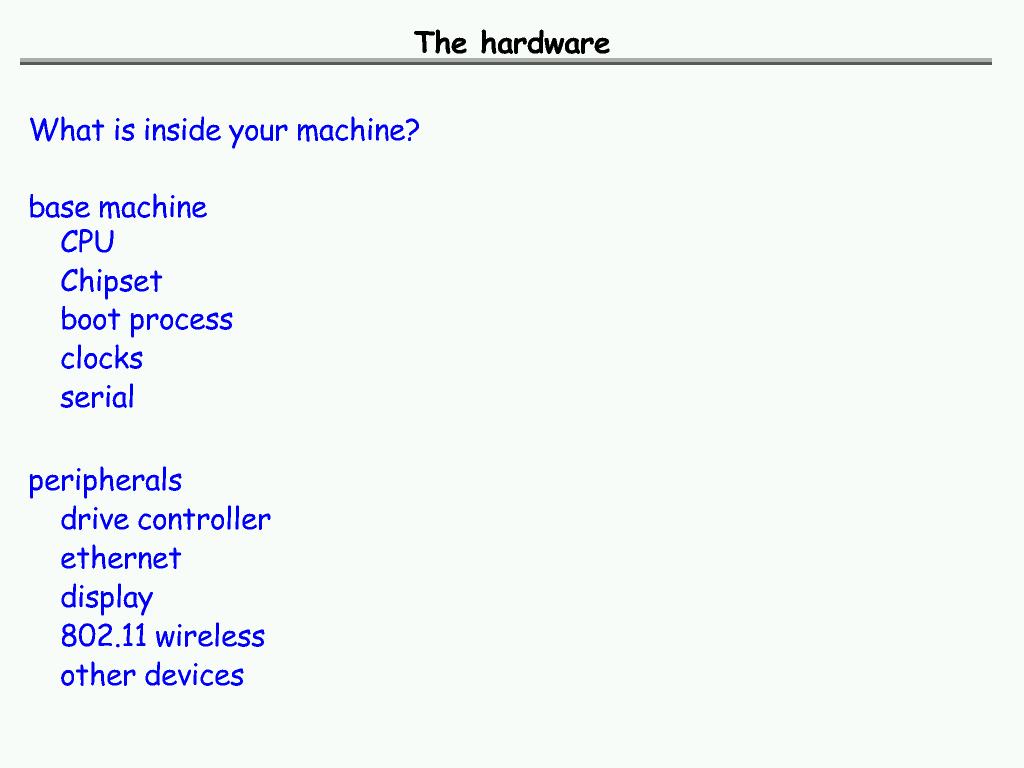 The hardware
What is inside your machine?
base machine
CPU
Chipset
boot process
clocks
serial
peripherals
drive controller
ethernet
display
802.11 wireless
other devices